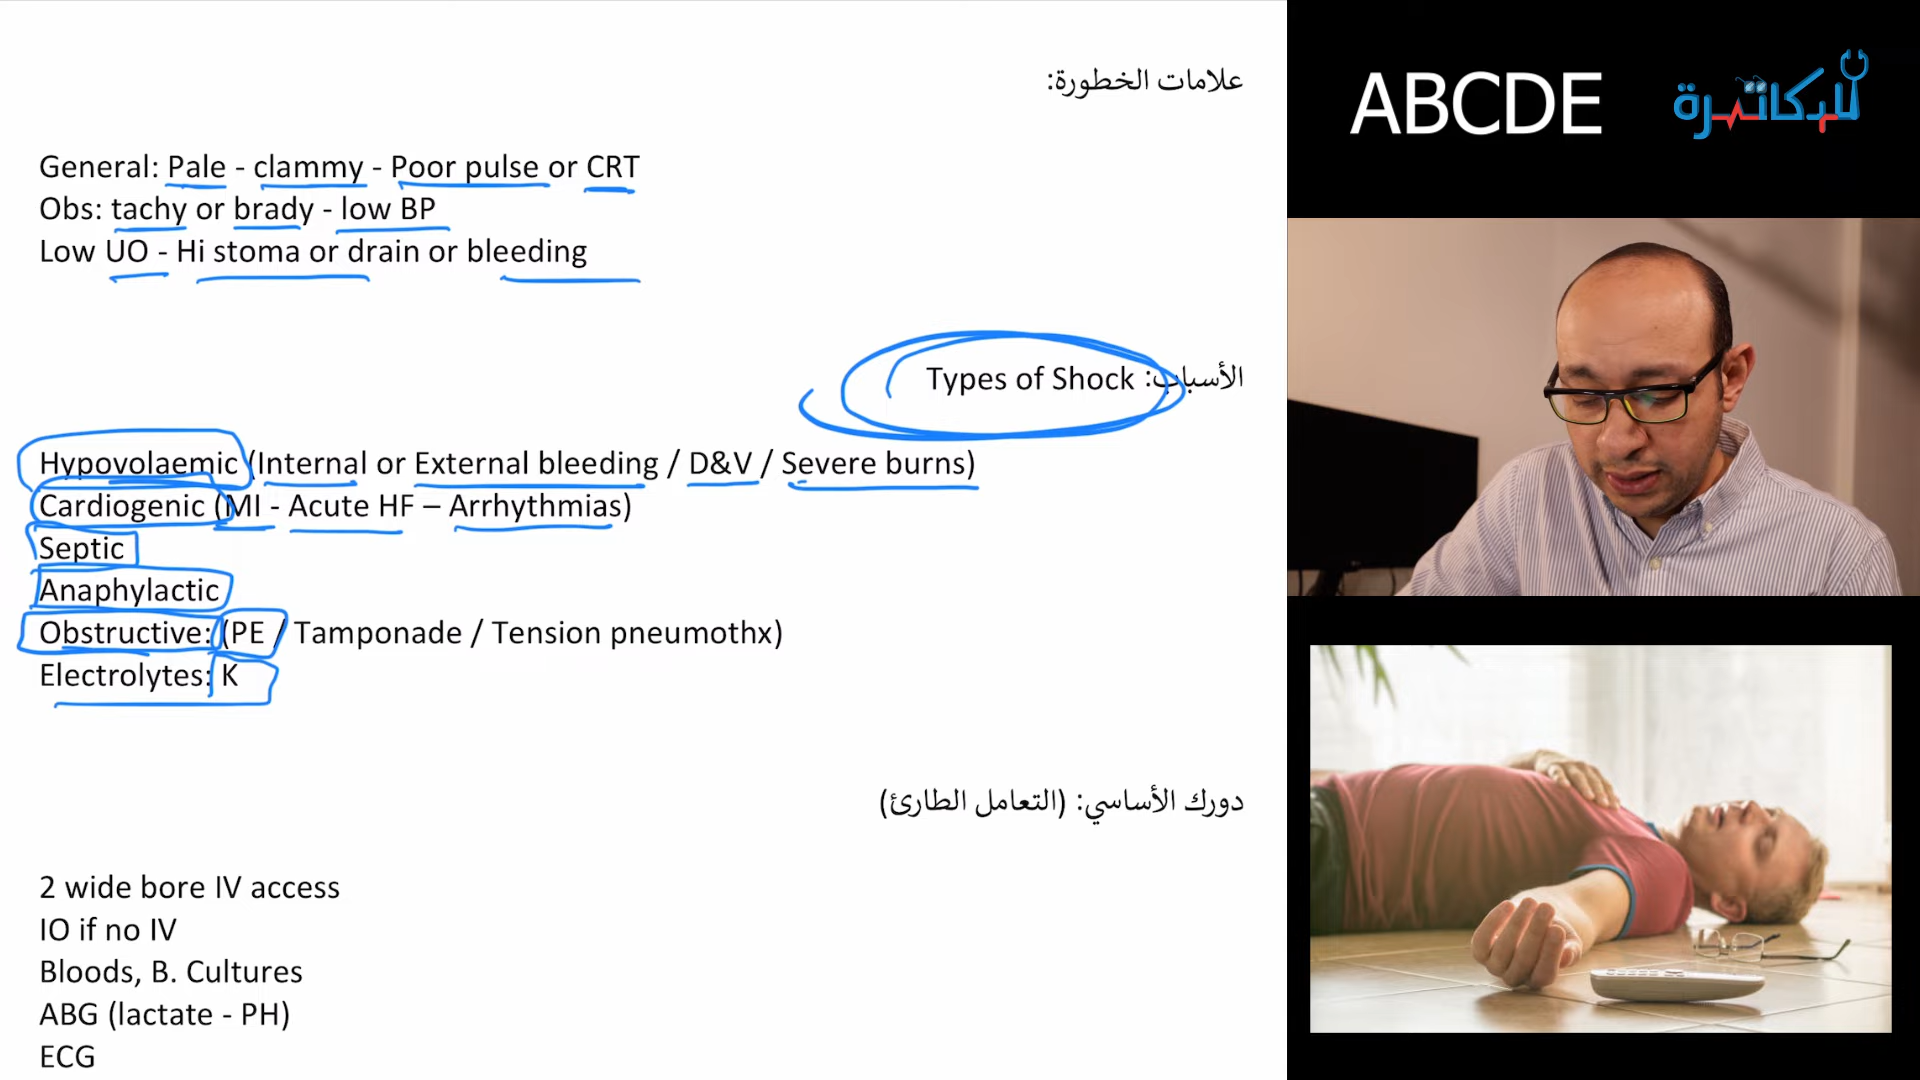 علامات الخطورة:
General: Pale - clammy - Poor pulse or CRT
Obs: tachy or brady - low BP
Low UO - Hi stoma or drain or bleeding
الأسباب: Types of Shock
Hypovolaemic (Internal or External bleeding / D&V / Severe burns)
Cardiogenic (MI - Acute HF – Arrhythmias)
Septic
Anaphylactic
Obstructive: (PE / Tamponade / Tension pneumothx)
Electrolytes: K
دورك الأساسي: (التعامل الطارئ)
2 wide bore IV access
IO if no IV
Bloods, B. Cultures
ABG (lactate - PH)
ECG
ABCDE
للدكاترة